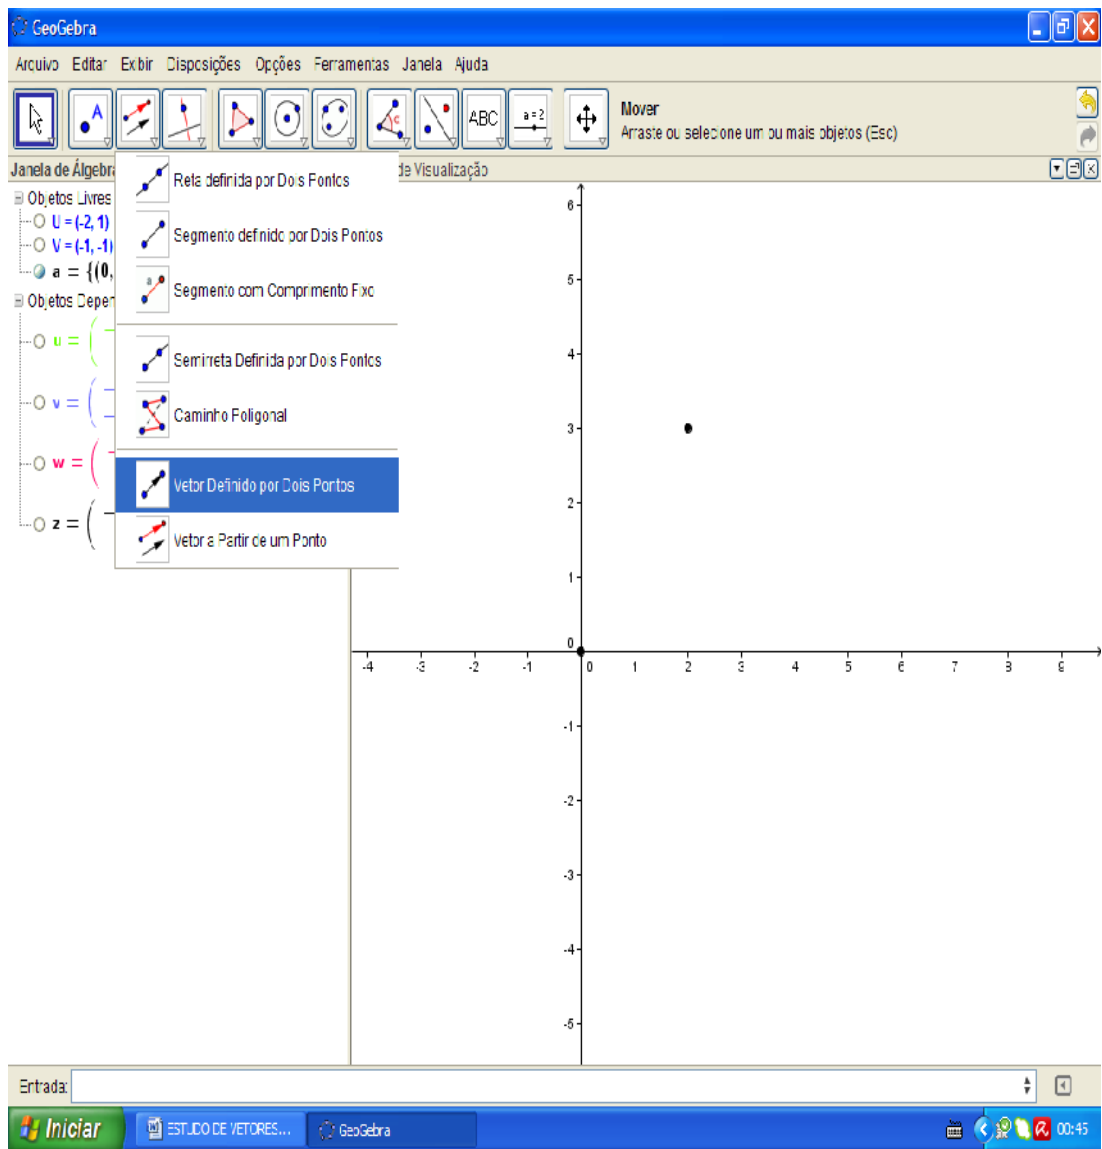 GeoGebra
Arquivo Editar Exibir Disposições Opções Ferramentas Janela Ajuda
A
ABC
a = 2
Mover
Arraste ou selecione um ou mais objetos (Esc)
Janela de Álgebra
de Visualização
Objetos Livres
U = (-2, 1)
V = (-1, -1)
a = {(0,
Objetos Deper
u = (
v = (
w = (
z = (
Reta definida por Dois Pontos
Segmento definido por Dois Pontos
a
Segmento com Comprimento Fixo
Semirreta Definida por Dois Pontos
Caminho Poligonal
Vetor Definido por Dois Pontos
Vetor a Partir de um Ponto
6
5
4
3
2
1
0
-4 -3 -2 -1 0 1 2 3 4 5 6 7 8 9
-1
-2
-3
-4
-5
Entrada:
Iniciar
ESTUDO DE VETORES...
GeoGebra
00:45